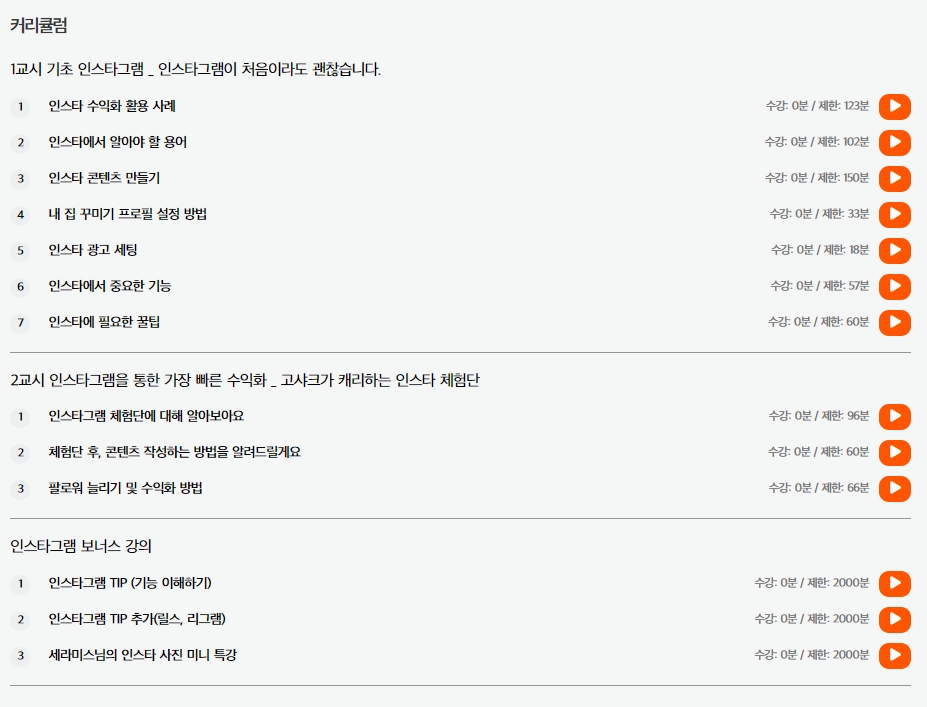 커리큘럼
1교시 기초 인스타그램 _ 인스타그램이 처음이라도 괜찮습니다.
1 인스타 수익화 활용 사례 수강: 0분 / 제한: 123분
2 인스타에서 알아야 할 용어 수강: 0분 / 제한: 102분
3 인스타 콘텐츠 만들기 수강: 0분 / 제한: 150분
4 내 집 꾸미기 프로필 설정 방법 수강: 0분 / 제한: 33분
5 인스타 광고 세팅 수강: 0분 / 제한: 18분
6 인스타에서 중요한 기능 수강: 0분 / 제한: 57분
7 인스타에 필요한 꿀팁 수강: 0분 / 제한: 60분
2교시 인스타그램을 통한 가장 빠른 수익화 _ 고샤크가 캐리하는 인스타 체험단
1 인스타그램 체험단에 대해 알아보아요 수강: 0분 / 제한: 96분
2 체험단 후, 콘텐츠 작성하는 방법을 알려드릴게요 수강: 0분 / 제한: 60분
3 팔로워 늘리기 및 수익화 방법 수강: 0분 / 제한: 66분
인스타그램 보너스 강의
1 인스타그램 TIP (기능 이해하기) 수강: 0분 / 제한: 2000분
2 인스타그램 TIP 추가(릴스, 리그램) 수강: 0분 / 제한: 2000분
3 세라미스님의 인스타 사진 미니 특강 수강: 0분 / 제한: 2000분